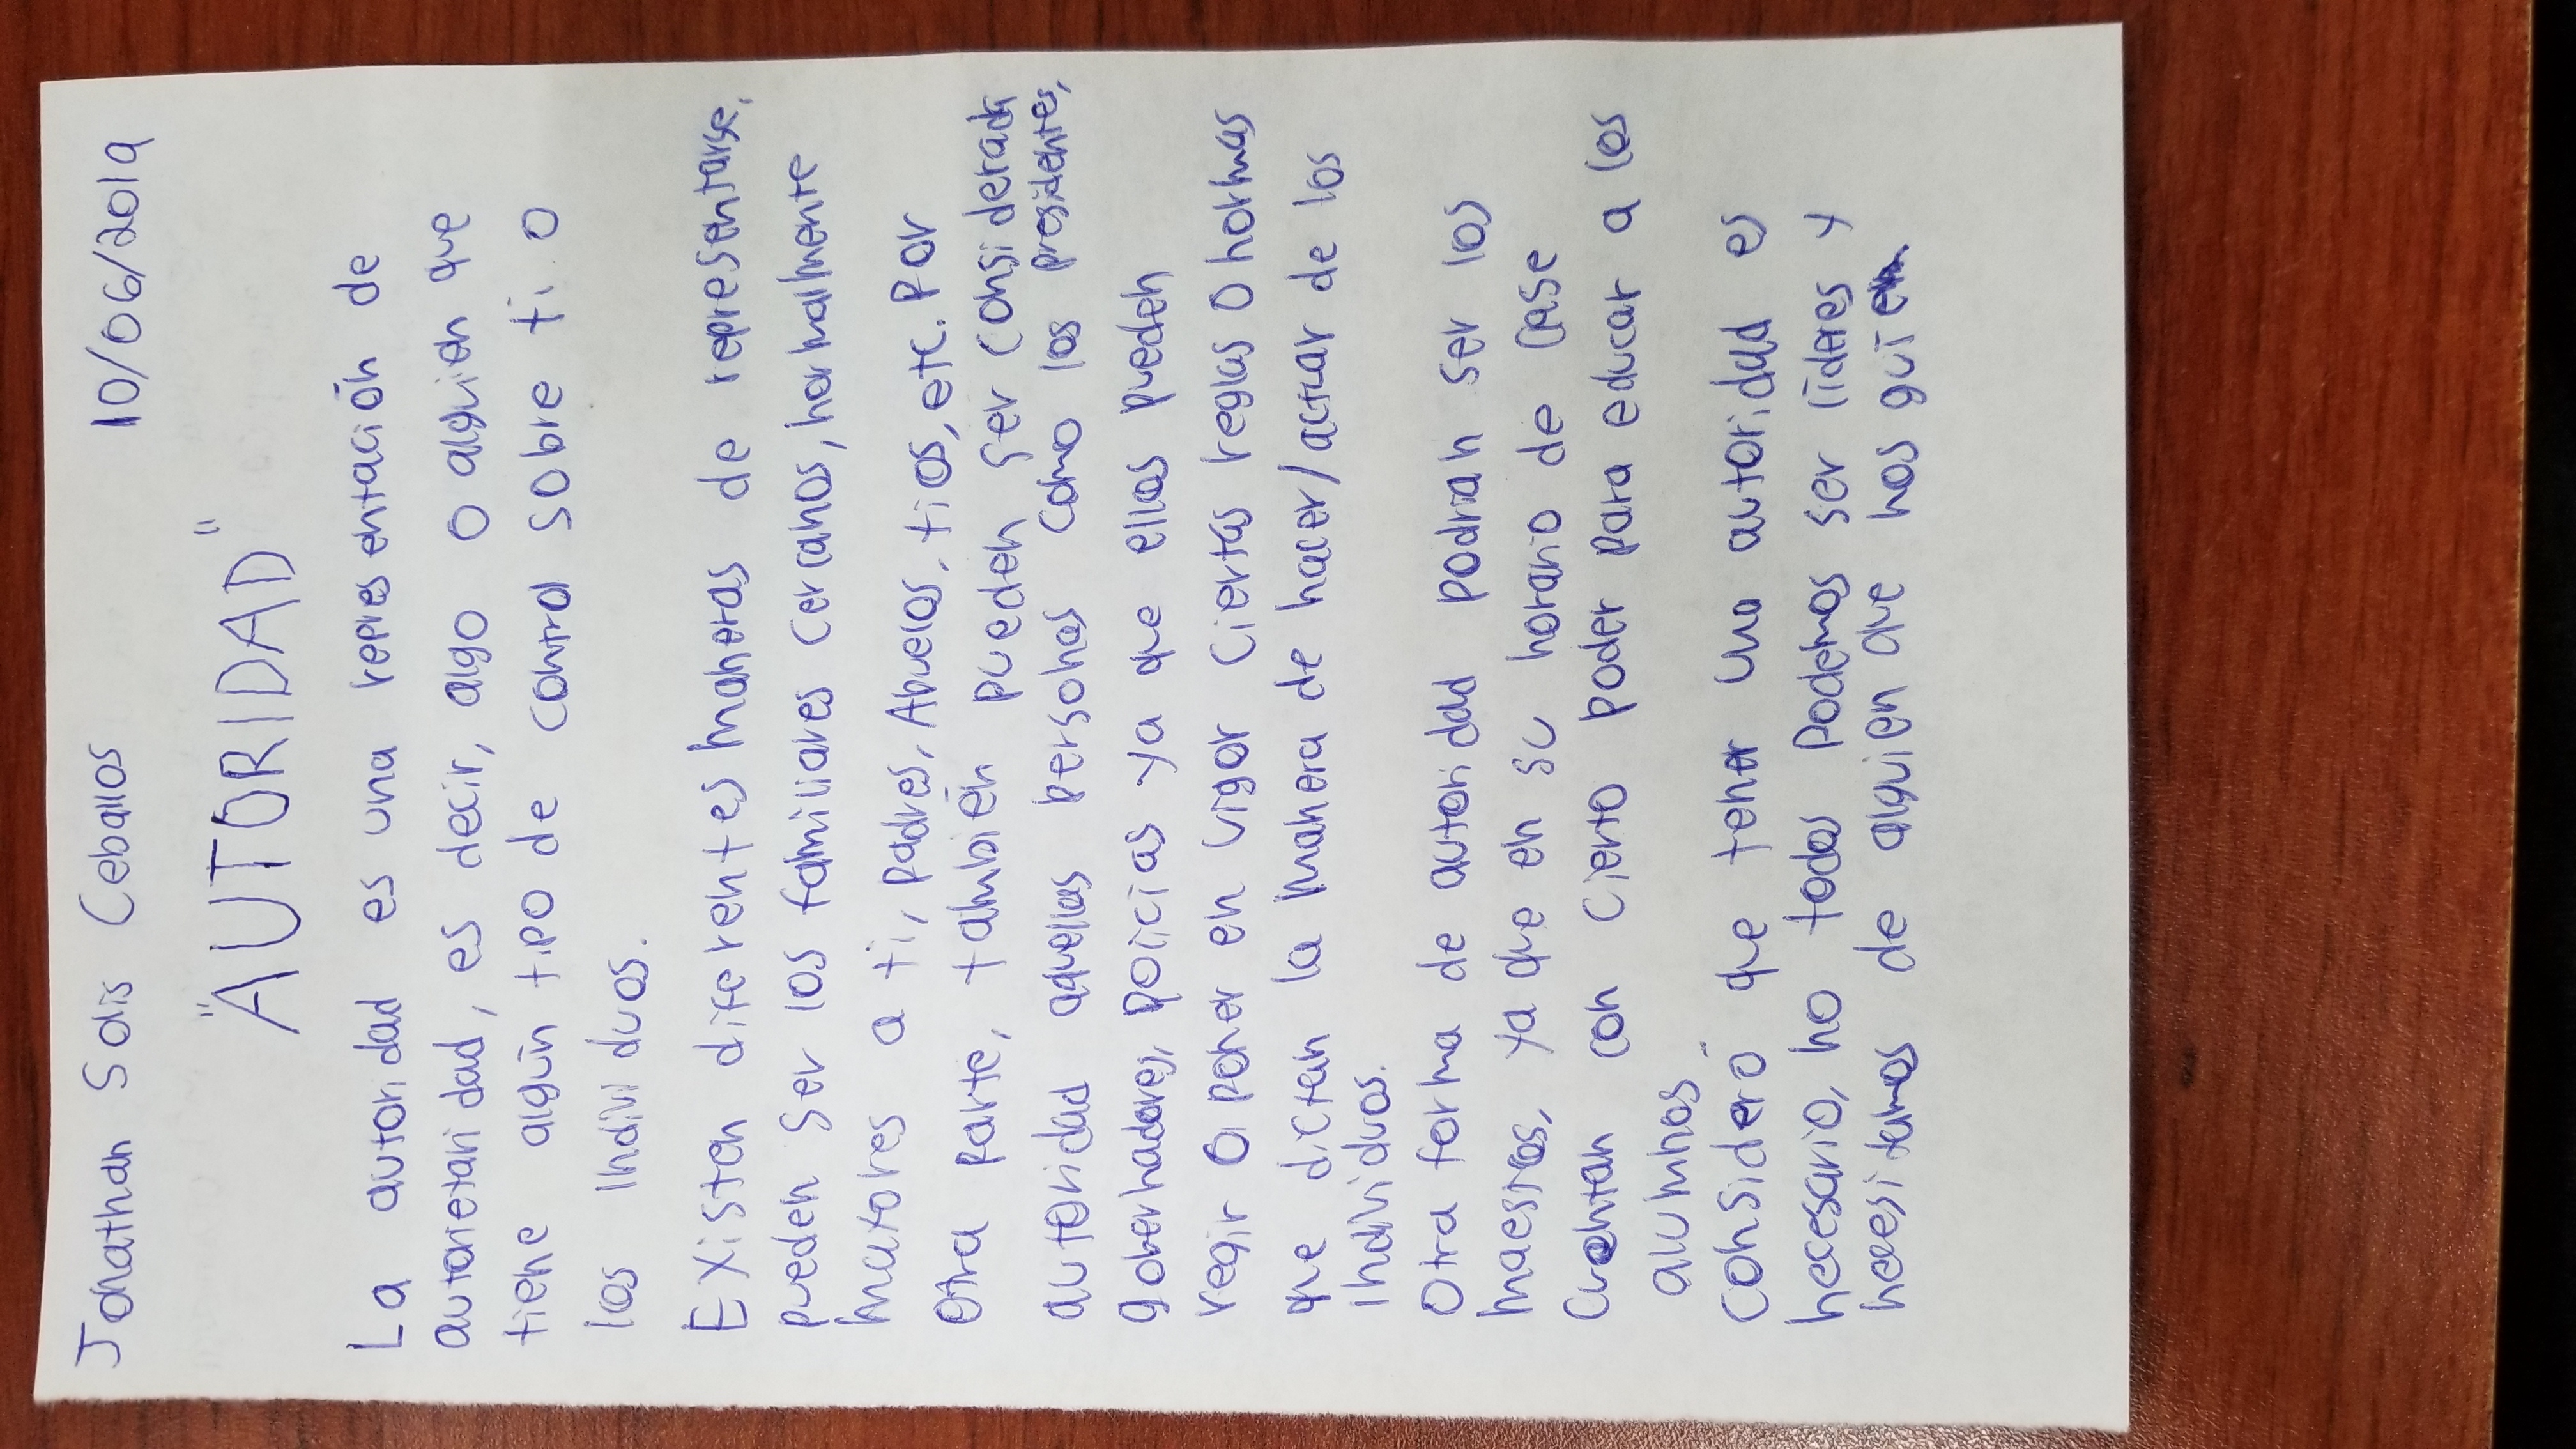 Jonathan Solis Ceballos 10/06/2019
"AUTORIDAD"
La autoridad es una representación de
autorietaridad, es decir, algo o alguien que
tiene algún tipo de control sobre ti o
los individuos.
Existen diferentes maneras de representarse,
pueden ser los familiares cercanos, normalmente
mayores a ti, padres, Abuelos, tios, etc. Por
otra parte, también pueden ser considerada
autoridad aquellas personas como los presidentes,
gobernadores, policias ya que ellos pueden
regir o poner en vigor ciertas reglas o normas
que dictan la manera de hacer/actuar de los
individuos.
Otra forma de autoridad podrian ser los
maestros, ya que en su horario de clase
cuentan con cierto poder para educar a los
alumnos.
consideró que tener una autoridad es
necesario, no todos podemos ser líderes y
necesitamos de alguien que nos guíe